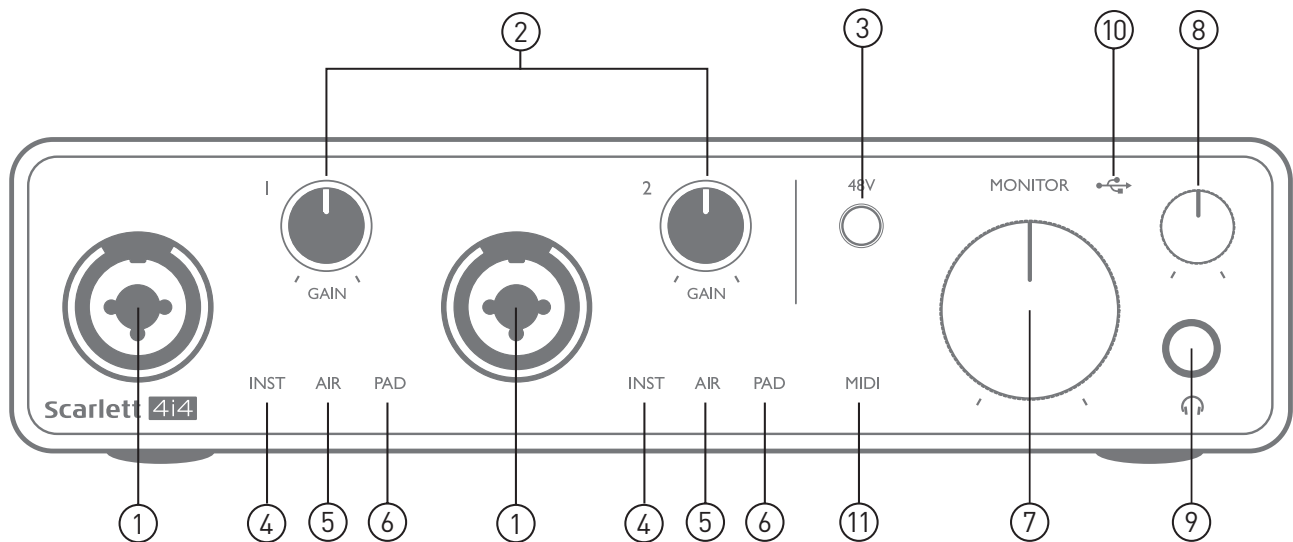 2 3 10 8
1 2 48V MONITOR
GAIN GAIN
INST AIR PAD INST AIR PAD MIDI
Scarlett 4i4
1 4 5 6 1 4 5 6 11 7 9